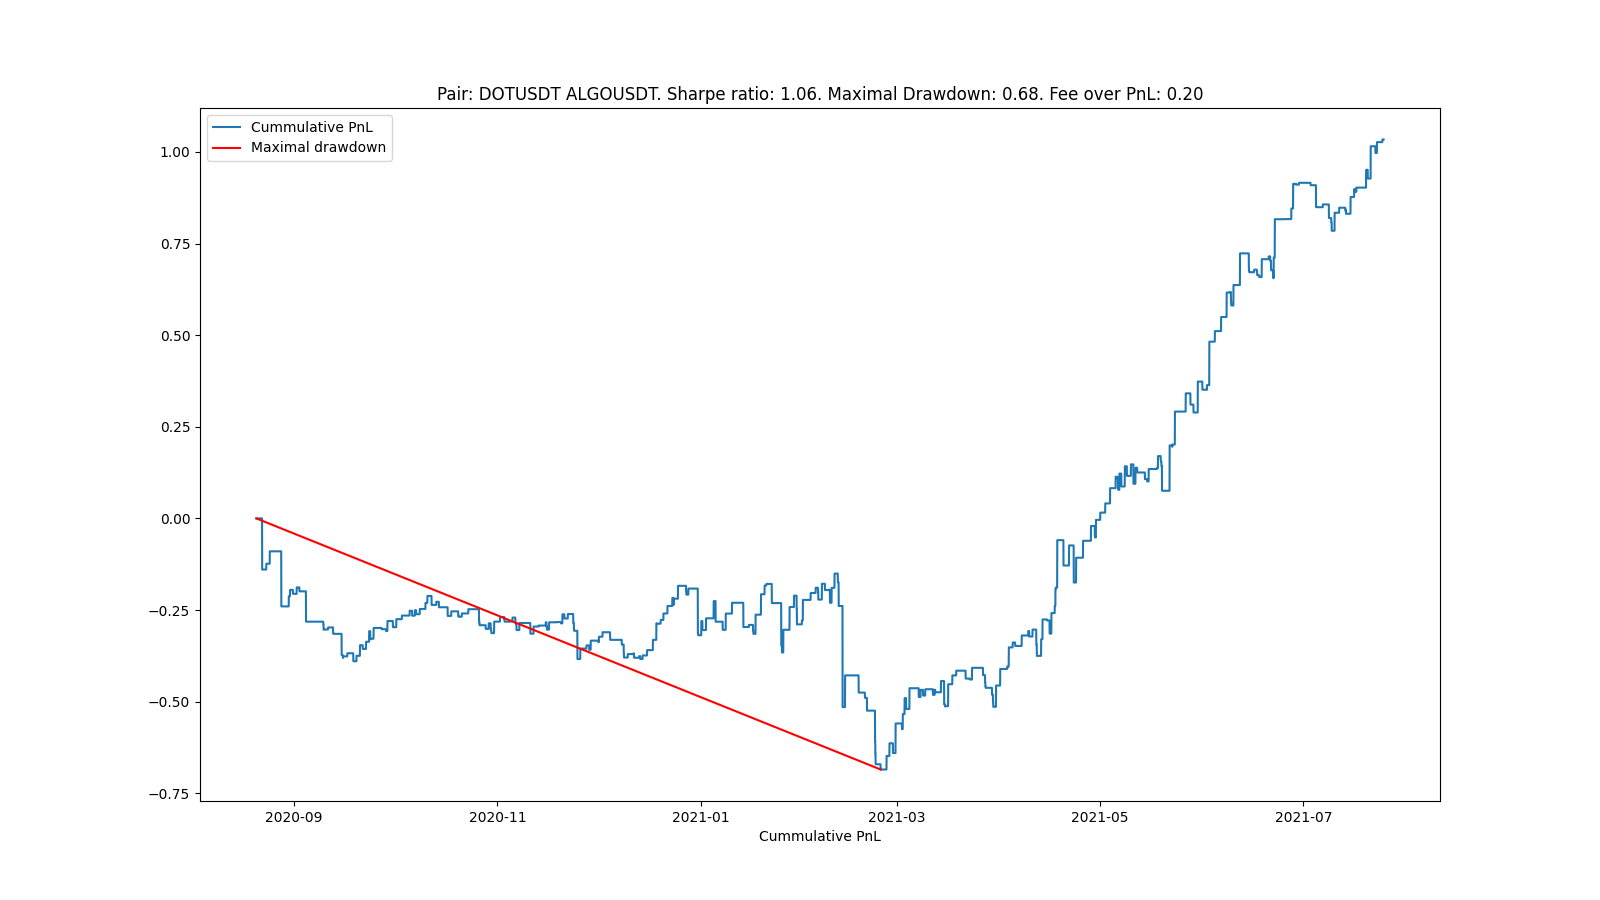 Pair: DOTUSDT ALGOUSDT. Sharpe ratio: 1.06. Maximal Drawdown: 0.68. Fee over PnL: 0.20
Cummulative PnL
Maximal drawdown
1.00
0.75
0.50
0.25
0.00
−0.25
−0.50
−0.75
2020-09 2020-11 2021-01 2021-03 2021-05 2021-07
Cummulative PnL